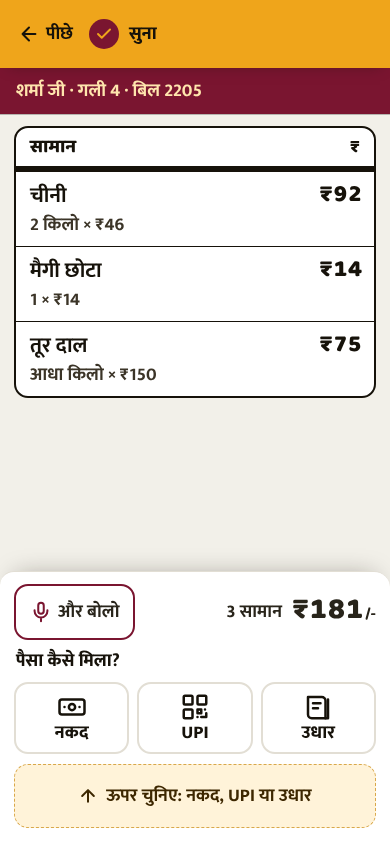 पीछे सुना
शर्मा जी · गली 4 · बिल 2205
सामान ₹
चीनी ₹92
2 किलो × ₹46
मैगी छोटा ₹14
1 × ₹14
तूर दाल ₹75
आधा किलो × ₹150
और बोलो 3 सामान ₹181/-
पैसा कैसे मिला?
नकद UPI उधार
ऊपर चुनिए: नकद, UPI या उधार